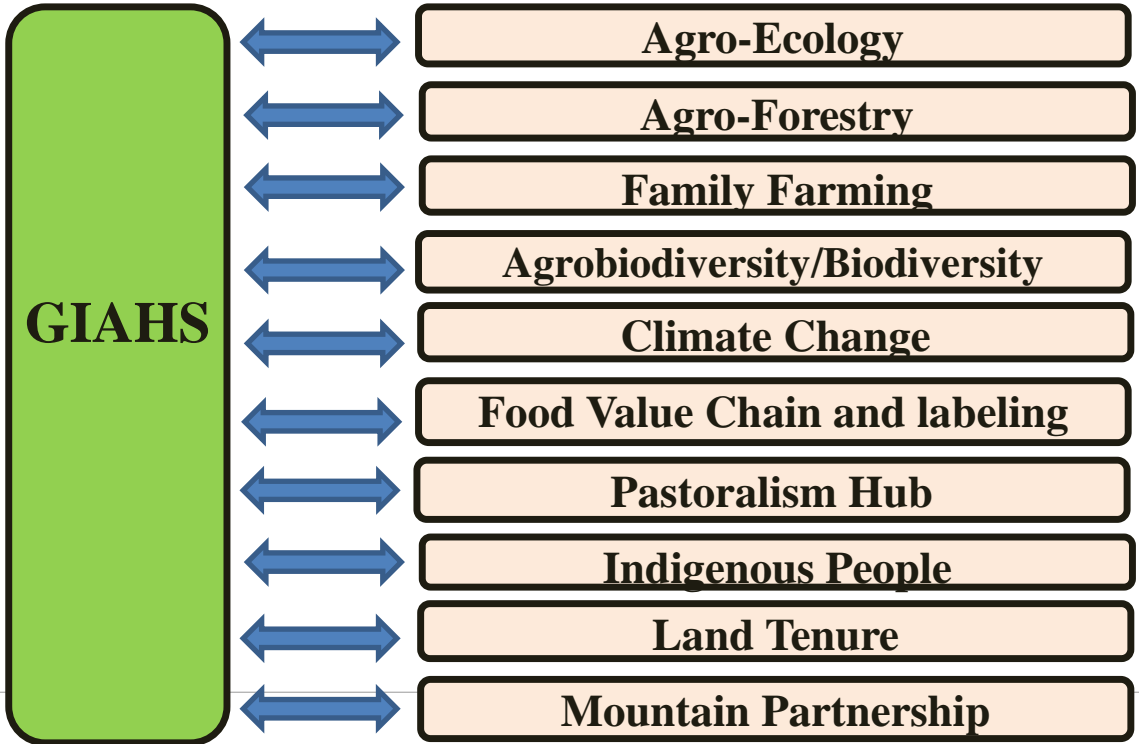 GIAHS
Agro-Ecology
Agro-Forestry
Family Farming
Agrobiodiversity/Biodiversity
Climate Change
Food Value Chain and labeling
Pastoralism Hub
Indigenous People
Land Tenure
Mountain Partnership